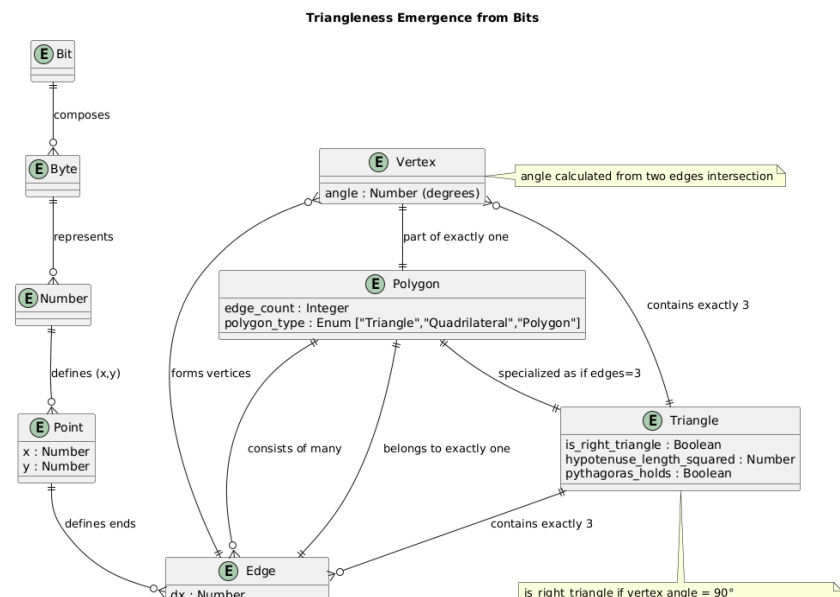 Triangleness Emergence from Bits
E Bit
composes
E Byte
E Vertex
angle : Number (degrees)
angle calculated from two edges intersection
represents
part of exactly one
E Number
E Polygon
edge_count : Integer
polygon_type : Enum ["Triangle","Quadrilateral","Polygon"]
contains exactly 3
defines (x,y)
forms vertices
specialized as if edges=3
E Point
x : Number
y : Number
E Triangle
is_right_triangle : Boolean
hypotenuse_length_squared : Number
pythagoras_holds : Boolean
consists of many
belongs to exactly one
defines ends
contains exactly 3
E Edge
dx : Number
is_right_triangle if vertex angle = 90°